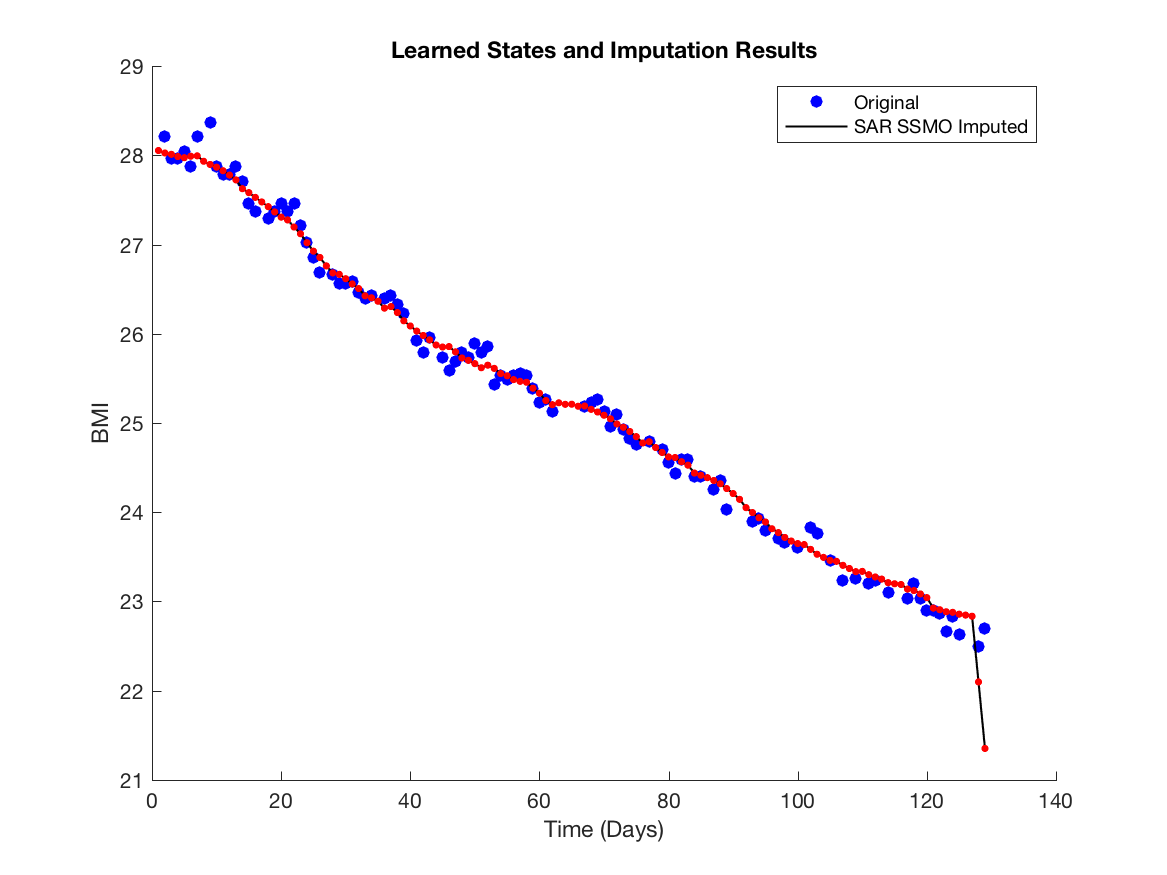 Learned States and Imputation Results
29
Original
SAR SSMO Imputed
28
27
26
25
24
23
22
21
BMI
0 20 40 60 80 100 120 140
Time (Days)